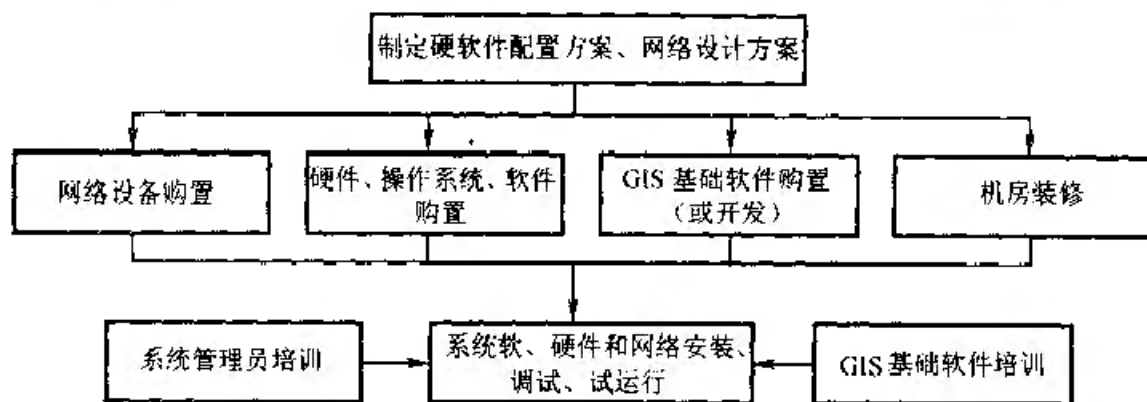 制定硬软件配置方案、网络设计方案
网络设备购置
硬件、操作系统、软件
购置
GIS 基础软件购置
（或开发）
机房装修
系统管理员培训
系统软、硬件和网络安装、
调试、试运行
GIS 基础软件培训